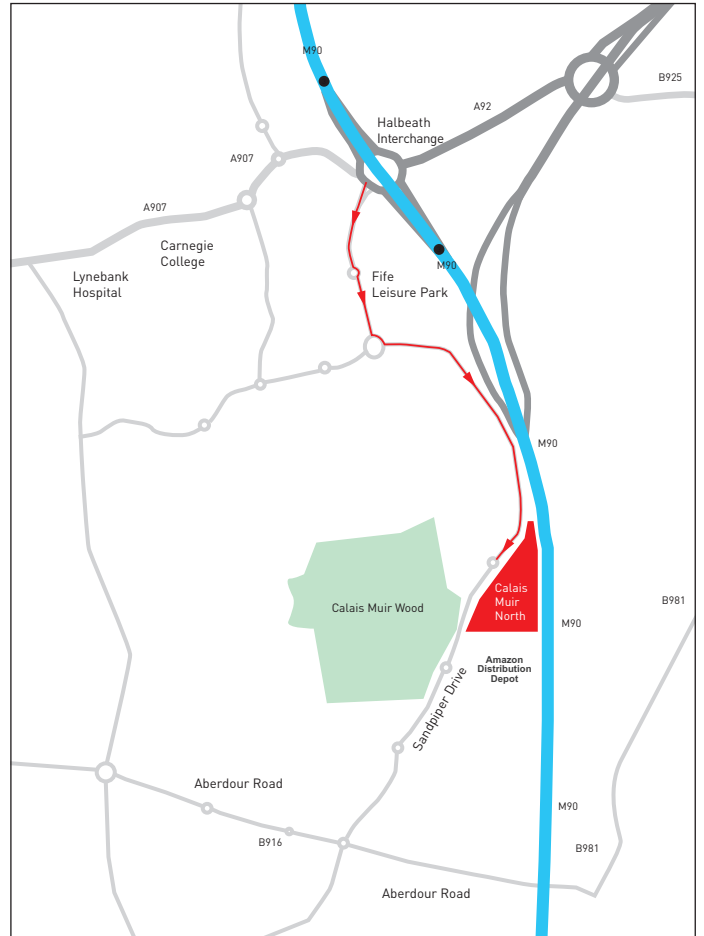 M90
B925
A92
Halbeath
Interchange
A907
A907
Carnegie
College
M90
Lynebank
Hospital
Fife
Leisure Park
M90
Calais
Muir
North
Calais Muir Wood
B981
M90
Amazon
Distribution
Depot
Sandpiper Drive
Aberdour Road
M90
B916
B981
Aberdour Road